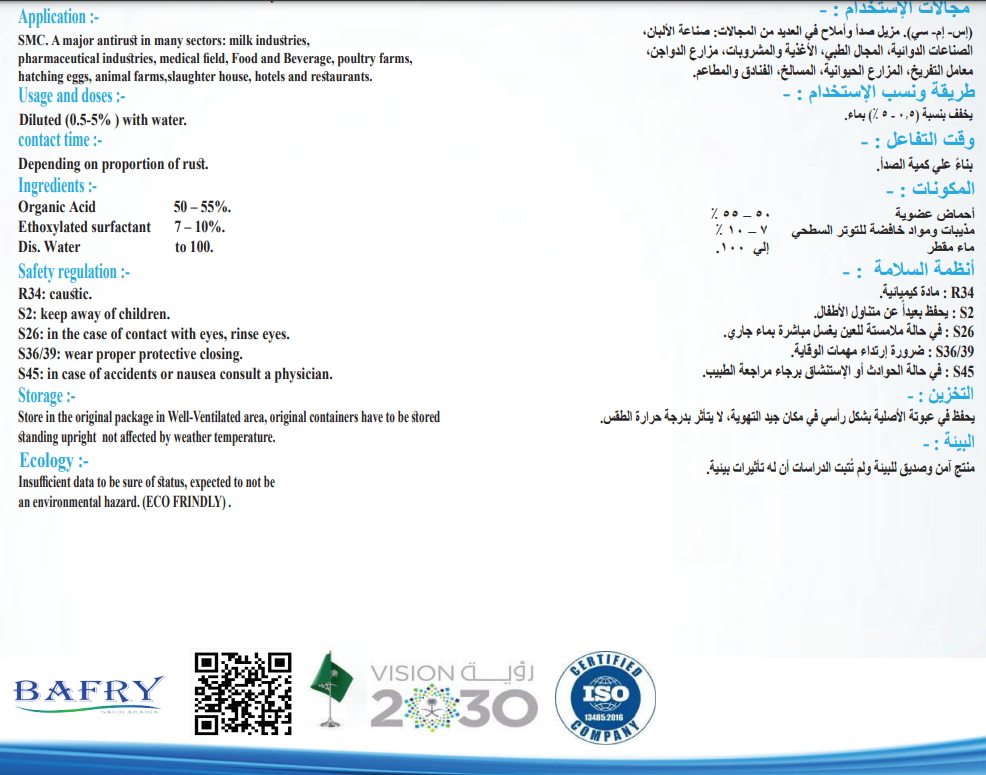 Application :-
SMC. A major antirust in many sectors: milk industries,
pharmaceutical industries, medical field, Food and Beverage, poultry farms,
hatching eggs, animal farms,slaughter house, hotels and restaurants.
Usage and doses :-
Diluted (0.5-5% ) with water.
contact time :-
Depending on proportion of rust.
Ingredients :-
Organic Acid 50 – 55%.
Ethoxylated surfactant 7 – 10%.
Dis. Water to 100.
Safety regulation :-
R34: caustic.
S2: keep away of children.
S26: in the case of contact with eyes, rinse eyes.
S36/39: wear proper protective closing.
S45: in case of accidents or nausea consult a physician.
Storage :-
Store in the original package in Well-Ventilated area, original containers have to be stored
standing upright not affected by weather temperature.
Ecology :-
Insufficient data to be sure of status, expected to not be
an environmental hazard. (ECO FRINDLY) .
مجالات الإستخدام : -
(إس- إم- سي). مزيل صدأ وأملاح في العديد من المجالات: صناعة الألبان،
الصناعات الدوائية، المجال الطبي، الأغذية والمشروبات، مزارع الدواجن،
معامل التفريخ، المزارع الحيوانية، المسالخ، الفنادق والمطاعم.
طريقة ونسب الإستخدام : -
يخفف بنسبة (٠,٥ - ٥ ٪) بماء.
وقت التفاعل : -
بناءً علي كمية الصدأ.
المكونات : -
أحماض عضوية ٥٠ – ٥٥ ٪
مذيبات ومواد خافضة للتوتر السطحي ٧ – ١٠ ٪
ماء مقطر إلي ١٠٠.
أنظمة السلامة : -
R34 : مادة كيميائية.
S2 : يحفظ بعيداً عن متناول الأطفال.
S26 : في حالة ملامستة للعين يغسل مباشرة بماء جاري.
S36/39 : ضرورة إرتداء مهمات الوقاية.
S45 : في حالة الحوادث أو الإستنشاق برجاء مراجعة الطبيب.
التخزين : -
يحفظ في عبوتة الأصلية بشكل رأسي في مكان جيد التهوية، لا يتأثر بدرجة حرارة الطقس.
البيئة : -
منتج آمن وصديق للبيئة ولم تُتبت الدراسات أن له تأثيرات بيئية.
BAFRY
SAUDI ARABIA
VISION رؤية
2030
CERTIFIED
ISO
13485:2016
COMPANY